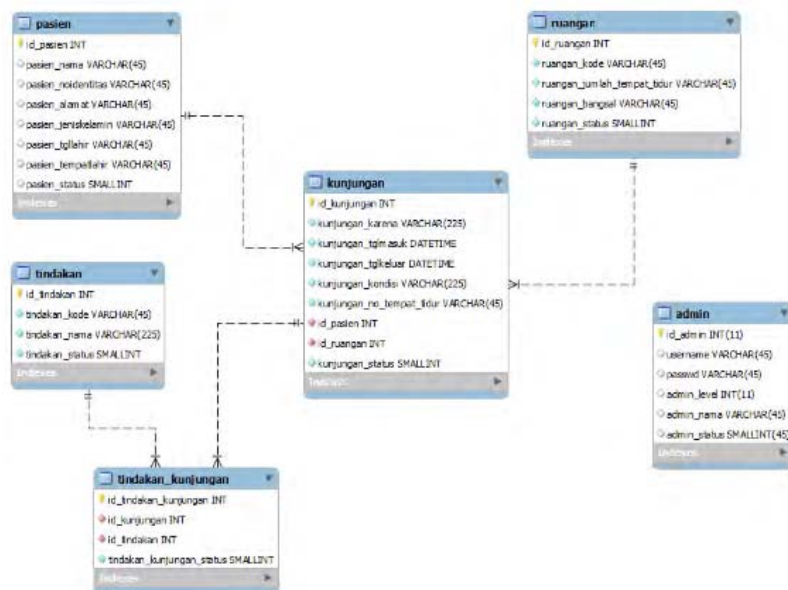 pasien
id_pasien INT
pasien_nama VARCHAR(45)
pasien_noidentitas VARCHAR(45)
pasien_alamat VARCHAR(45)
pasien_jeniskelamin VARCHAR(45)
pasien_tgllahir VARCHAR(45)
pasien_tempatlahir VARCHAR(45)
pasien_status SMALLINT
Indexes
ruangan
id_ruangan INT
ruangan_kode VARCHAR(45)
ruangan_jumlah_tempat_tidur VARCHAR(45)
ruangan_bangsal VARCHAR(45)
ruangan_status SMALLINT
Indexes
kunjungan
id_kunjungan INT
kunjungan_karena VARCHAR(225)
kunjungan_tglmasuk DATETIME
kunjungan_tglkeluar DATETIME
kunjungan_kondisi VARCHAR(225)
kunjungan_no_tempat_tidur VARCHAR(45)
id_pasien INT
id_ruangan INT
kunjungan_status SMALLINT
Indexes
tindakan
id_tindakan INT
tindakan_kode VARCHAR(45)
tindakan_nama VARCHAR(225)
tindakan_status SMALLINT
Indexes
admin
id_admin INT(11)
username VARCHAR(45)
passwd VARCHAR(45)
admin_level INT(11)
admin_nama VARCHAR(45)
admin_status SMALLINT(45)
Indexes
tindakan_kunjungan
id_tindakan_kunjungan INT
id_kunjungan INT
id_tindakan INT
tindakan_kunjungan_status SMALLINT
Indexes